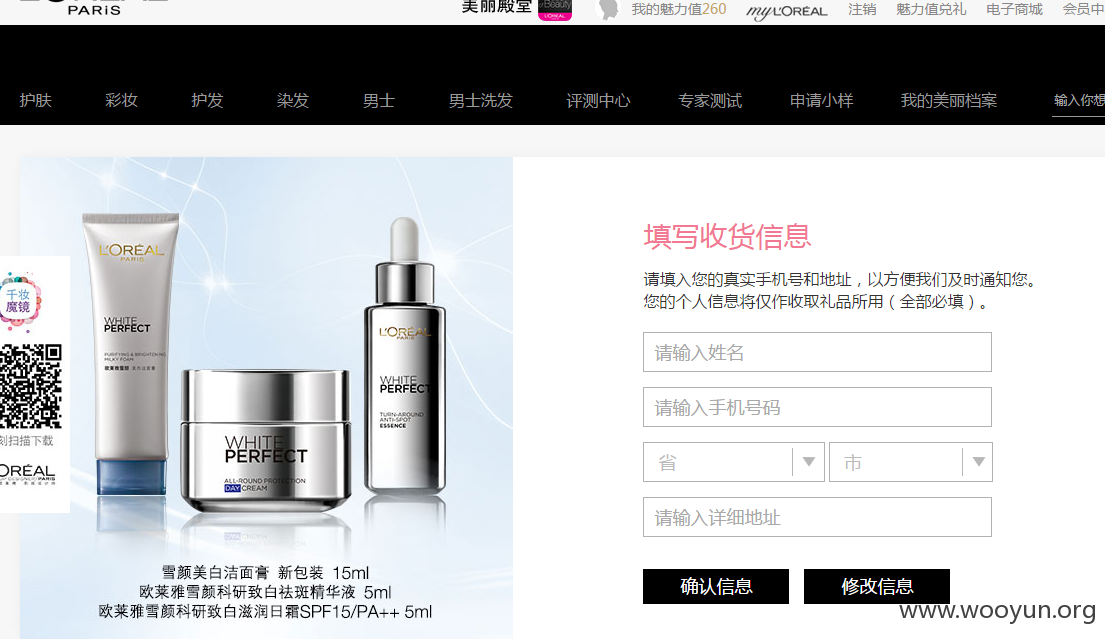 PARIS
美丽殿堂
我的魅力值260
myL'ORÉAL
注销
魅力值兑礼
电子商城
会员中
护肤
彩妆
护发
染发
男士
男士洗发
评测中心
专家测试
申请小样
我的美丽档案
输入你想
填写收货信息
请填入您的真实手机号和地址，以方便我们及时通知您。
您的个人信息将仅作收取礼品所用（全部必填）。
请输入姓名
请输入手机号码
省
市
请输入详细地址
确认信息
修改信息
千妆
魔镜
刻扫描下载
ORÉAL
L'ORÉAL
PARIS
WHITE
PERFECT
PURIFYING & BRIGHTENING
MILKY FOAM
WHITE
PERFECT
ALL-ROUND PROTECTION
DAY CREAM
L'ORÉAL
PARIS
WHITE
PERFECT
TURN-AROUND
ANTI-SPOT
ESSENCE
雪颜美白洁面膏 新包装 15ml
欧莱雅雪颜科研致白祛斑精华液 5ml
欧莱雅雪颜科研致白滋润日霜SPF15/PA++ 5ml
www.wooyun.org